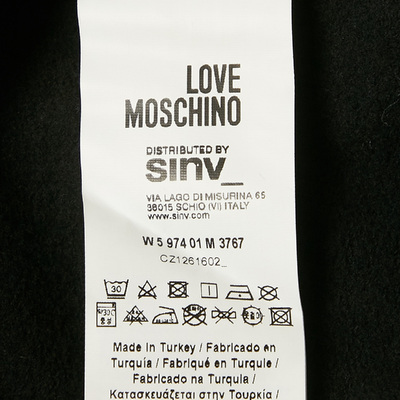 LOVE
MOSCHINO
DISTRIBUTED BY
sinv_
VIA LAGO DI MISURINA 65
36015 SCHIO (VI) ITALY
www.sinv.com
W 5 974 01 M 3767
CZ1261602_
30
Made in Turkey / Fabricado en
Turquía / Fabriqué en Turquie /
Fabricado na Turquia /
Κατασκευάζεται στην Τουρκία /